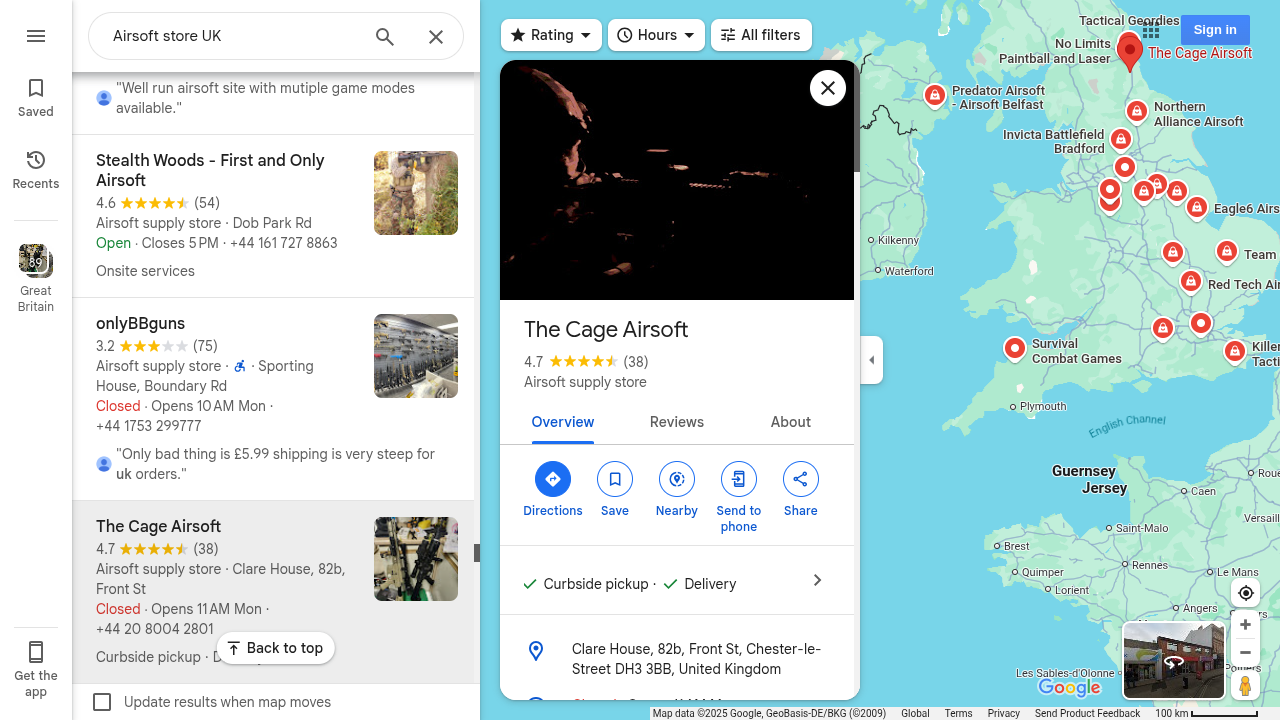 Airsoft store UK
Saved
Recents
89
Great
Britain
Get the
app
"Well run airsoft site with mutiple game modes
available."
Stealth Woods - First and Only
Airsoft
4.6 (54)
Airsoft supply store · Dob Park Rd
Open · Closes 5 PM · +44 161 727 8863
Onsite services
onlyBBguns
3.2 (75)
Airsoft supply store · · Sporting
House, Boundary Rd
Closed · Opens 10 AM Mon ·
+44 1753 299777
"Only bad thing is £5.99 shipping is very steep for
uk orders."
The Cage Airsoft
4.7 (38)
Airsoft supply store · Clare House, 82b,
Front St
Closed · Opens 11 AM Mon ·
+44 20 8004 2801
Curbside pickup ·
Back to top
Update results when map moves
Rating
Hours
All filters
The Cage Airsoft
4.7 (38)
Airsoft supply store
Overview
Reviews
About
Directions
Save
Nearby
Send to
phone
Share
Curbside pickup ·
Delivery
Clare House, 82b, Front St, Chester-le-
Street DH3 3BB, United Kingdom
Sign in
Tactical Geordies
No Limits
Paintball and Laser
The Cage Airsoft
Predator Airsoft
- Airsoft Belfast
Northern
Alliance Airsoft
Invicta Battlefield
Bradford
Eagle6 Airs
Kilkenny
Waterford
Team
Red Tech Air
Survival
Combat Games
Killer
Tacti
Plymouth
English Channel
Guernsey
Jersey
Roue
Caen
Saint-Malo
Versaill
Brest
Rennes
Quimper
Le Mans
Lorient
Angers
Les Sables-d'Olonne
Poitiers
Google
Map data ©2025 Google, GeoBasis-DE/BKG (©2009)
Global
Terms
Privacy
Send Product Feedback
100 km